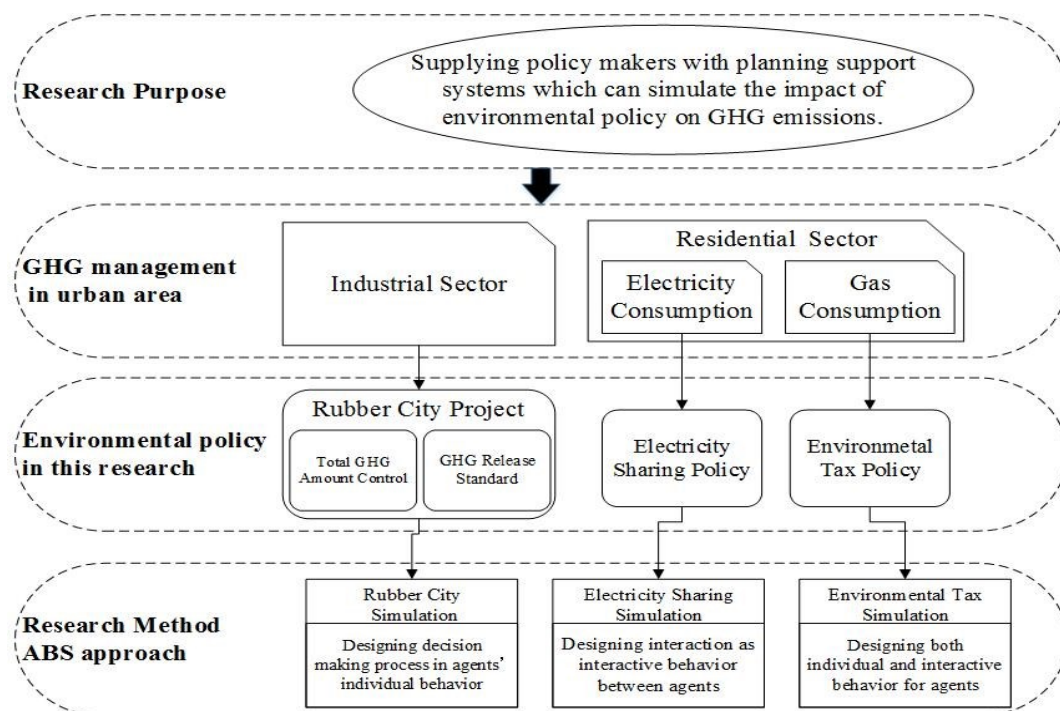 Research Purpose
Supplying policy makers with planning support
systems which can simulate the impact of
environmental policy on GHG emissions.
GHG management
in urban area
Industrial Sector
Residential Sector
Electricity
Consumption
Gas
Consumption
Environmental policy
in this research
Rubber City Project
Total GHG
Amount Control
GHG Release
Standard
Electricity
Sharing Policy
Environmetal
Tax Policy
Research Method
ABS approach
Rubber City
Simulation
Designing decision
making process in agents’
individual behavior
Electricity Sharing
Simulation
Designing interaction as
interactive behavior
between agents
Environmental Tax
Simulation
Designing both
individual and interactive
behavior for agents